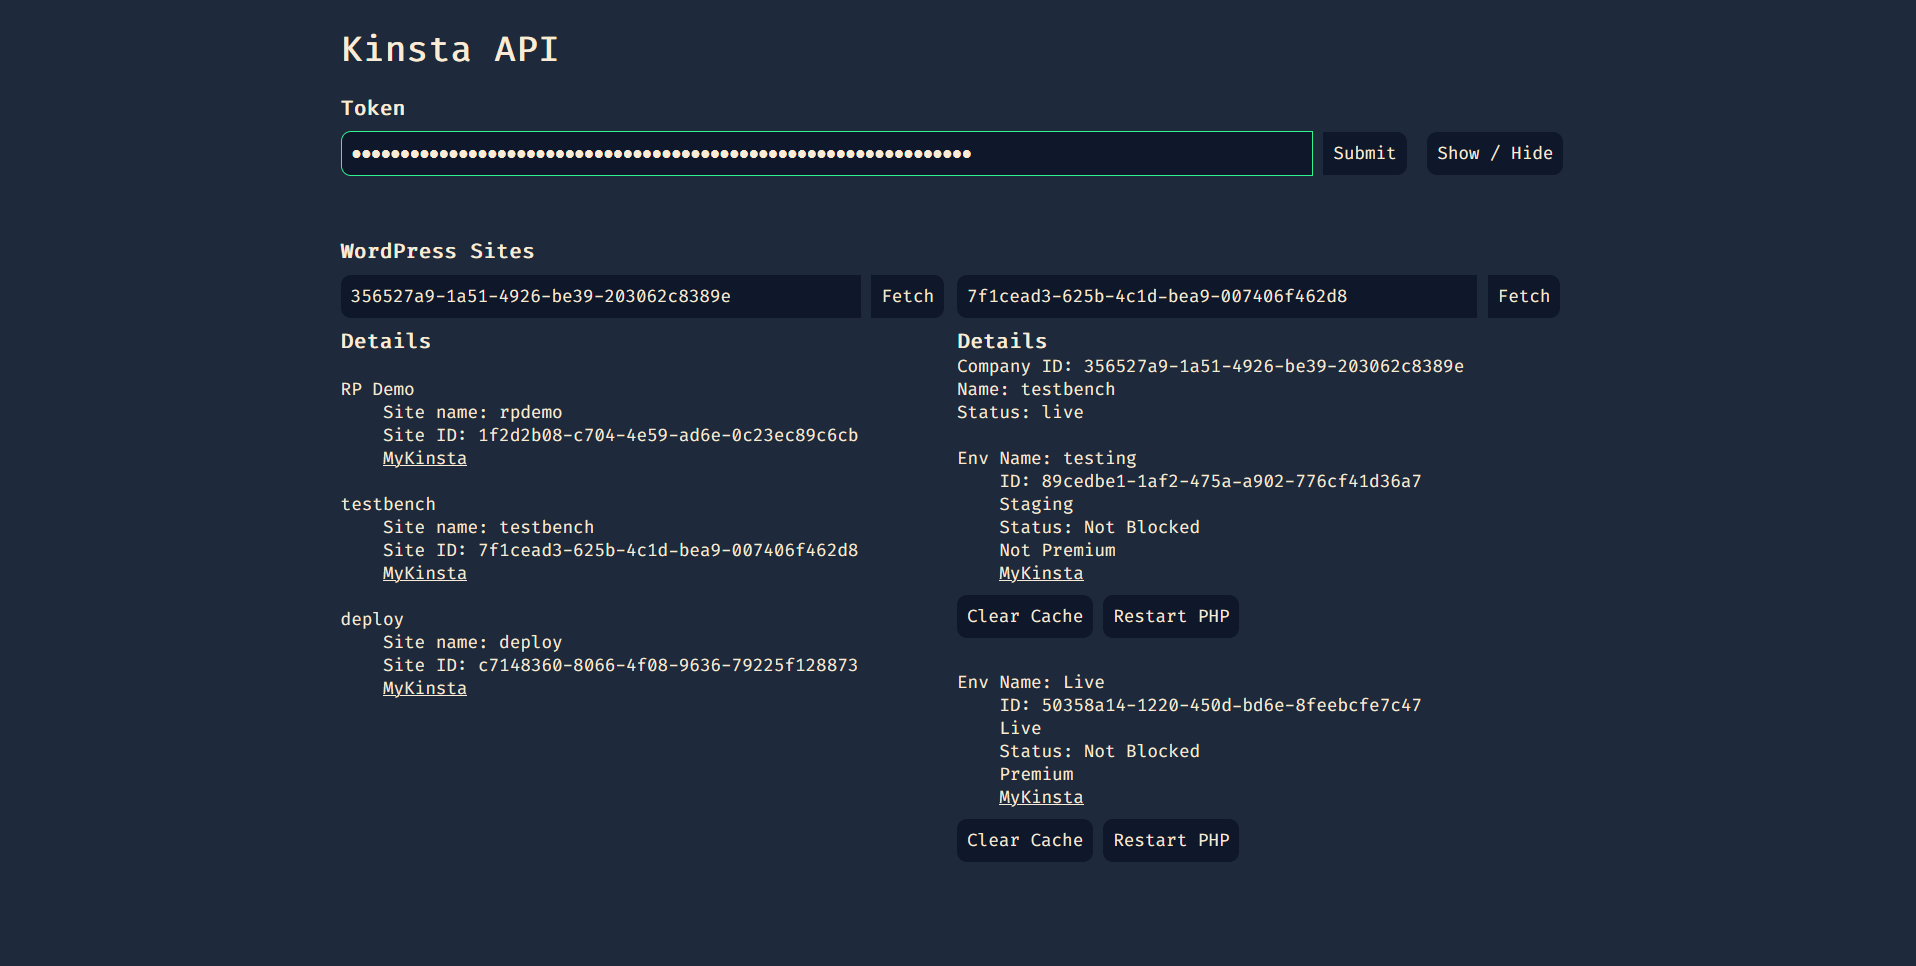 Kinsta API
Token
Submit
Show / Hide
WordPress Sites
356527a9-1a51-4926-be39-203062c8389e
Fetch
7f1cead3-625b-4c1d-bea9-007406f462d8
Fetch
Details
RP Demo
Site name: rpdemo
Site ID: 1f2d2b08-c704-4e59-ad6e-0c23ec89c6cb
MyKinsta
testbench
Site name: testbench
Site ID: 7f1cead3-625b-4c1d-bea9-007406f462d8
MyKinsta
deploy
Site name: deploy
Site ID: c7148360-8066-4f08-9636-79225f128873
MyKinsta
Details
Company ID: 356527a9-1a51-4926-be39-203062c8389e
Name: testbench
Status: live
Env Name: testing
ID: 89cedbe1-1af2-475a-a902-776cf41d36a7
Staging
Status: Not Blocked
Not Premium
MyKinsta
Clear Cache
Restart PHP
Env Name: Live
ID: 50358a14-1220-450d-bd6e-8feebcfe7c47
Live
Status: Not Blocked
Premium
MyKinsta
Clear Cache
Restart PHP